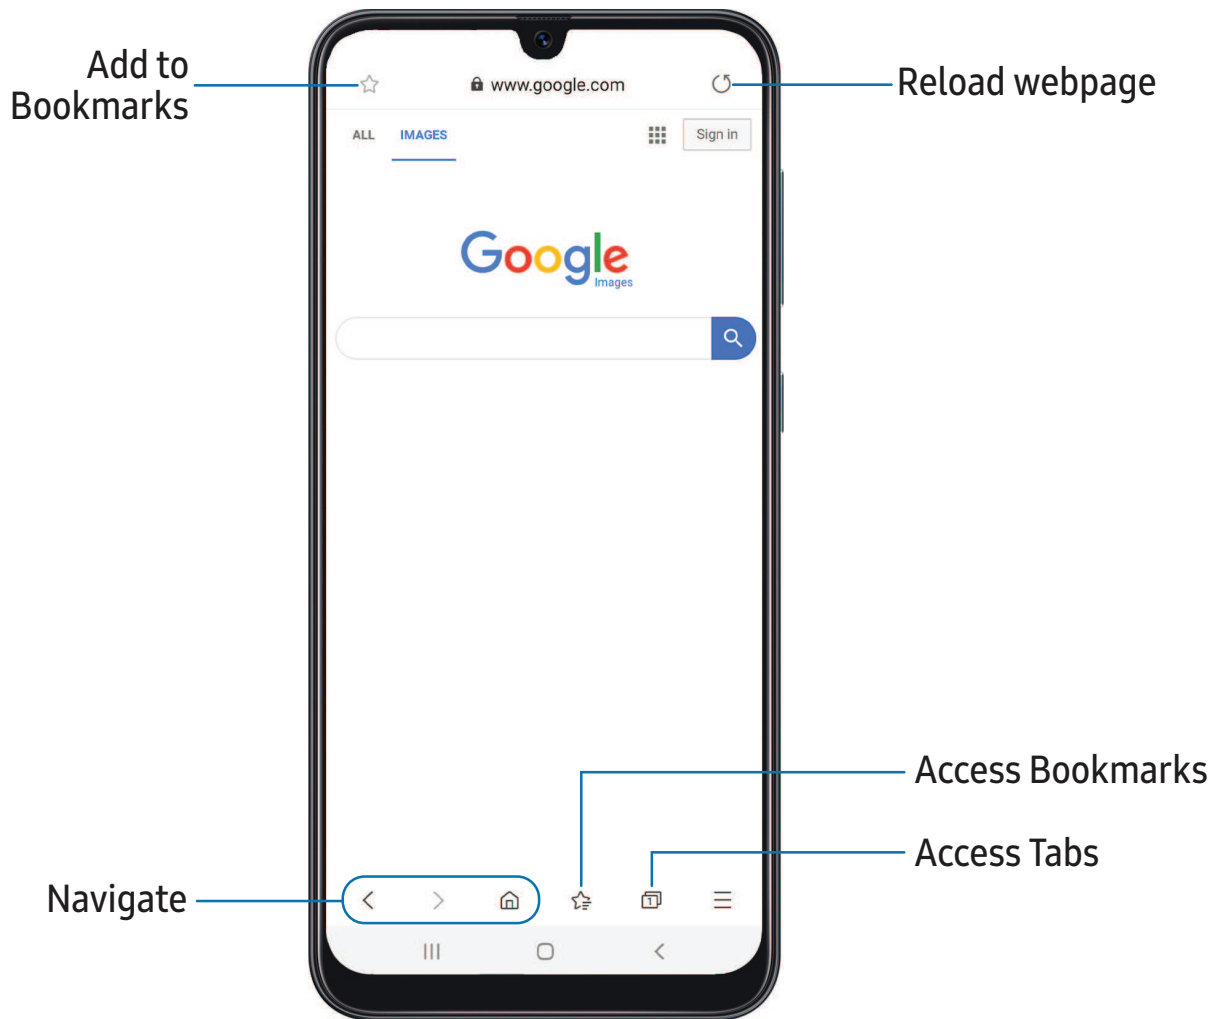 Add to
Bookmarks
www.google.com
Reload webpage
ALL IMAGES
Sign in
Google
Images
Access Bookmarks
Access Tabs
Navigate
1